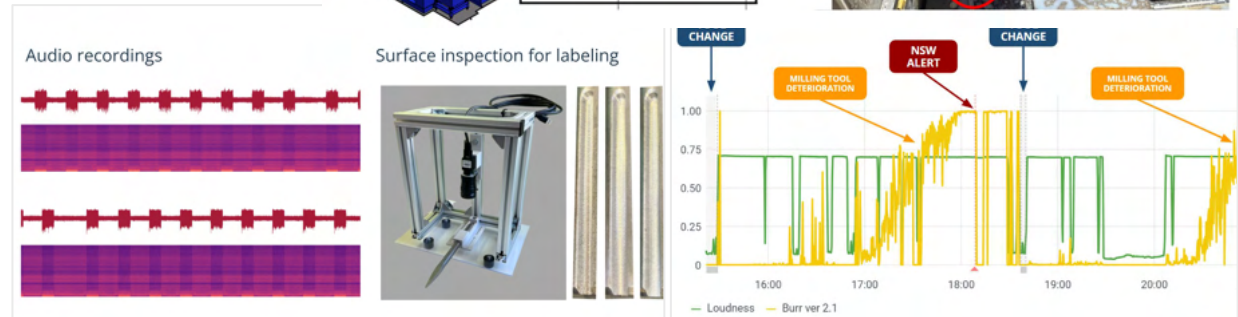 Audio recordings
Surface inspection for labeling
CHANGE
NSW
ALERT
CHANGE
MILLING TOOL
DETERIORATION
MILLING TOOL
DETERIORATION
1.00
0.75
0.50
0.25
0
16:00
17:00
18:00
19:00
20:00
Loudness
Burr ver 2.1